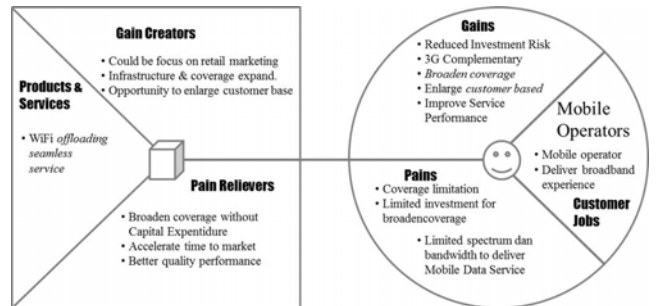 Gain Creators
• Could be focus on retail marketing
• Infrastructure & coverage expand.
• Opportunity to enlarge customer base
Products &
Services
• WiFi offloading
seamless
service
Pain Relievers
• Broaden coverage without
Capital Expentidure
• Accelerate time to market
• Better quality performance
Gains
• Reduced Investment Risk
• 3G Complementary
• Broaden coverage
• Enlarge customer based
• Improve Service
Performance
Mobile
Operators
• Mobile operator
• Deliver broadband
experience
Customer
Jobs
Pains
• Coverage limitation
• Limited investment for
broadencoverage
• Limited spectrum dan
bandwidth to deliver
Mobile Data Service